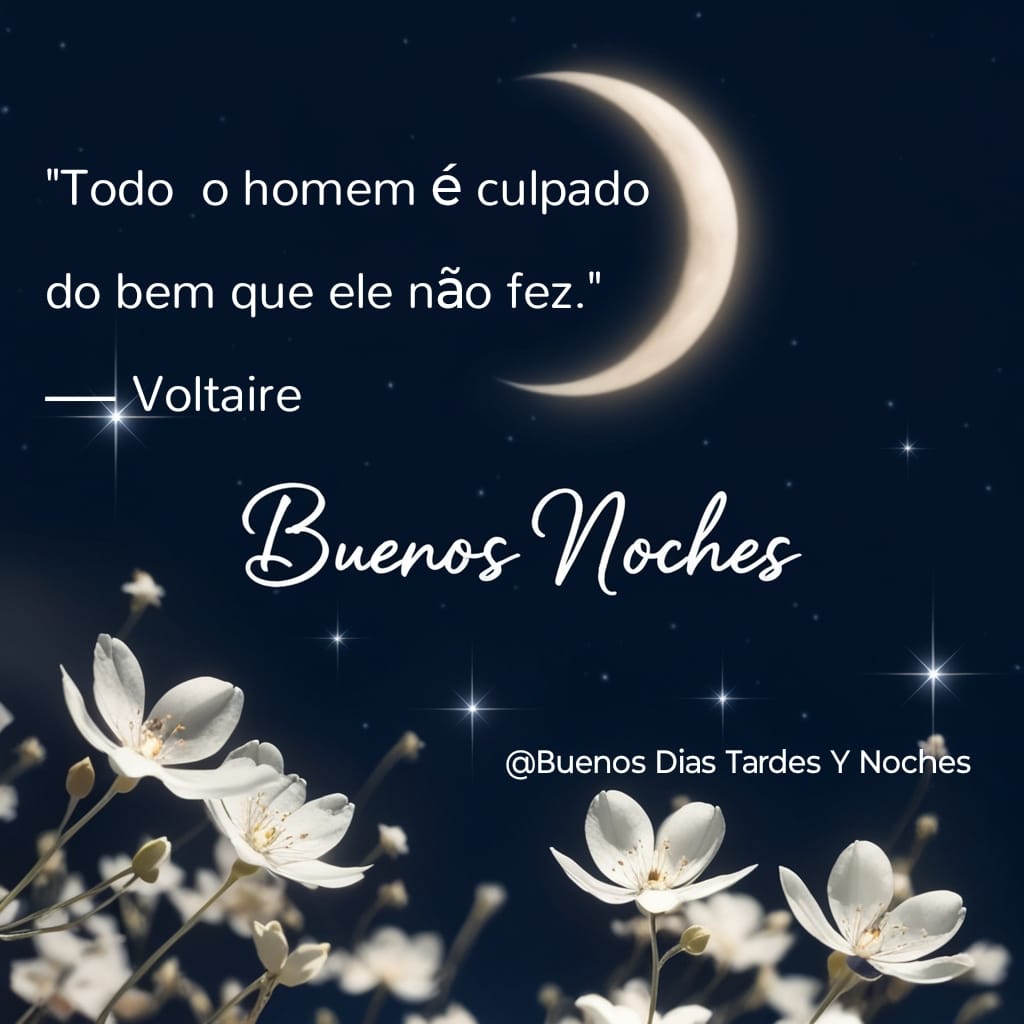 "Todo  o homem é culpado
do bem que ele não fez."
— Voltaire
Buenos Noches
@Buenos Dias Tardes Y Noches